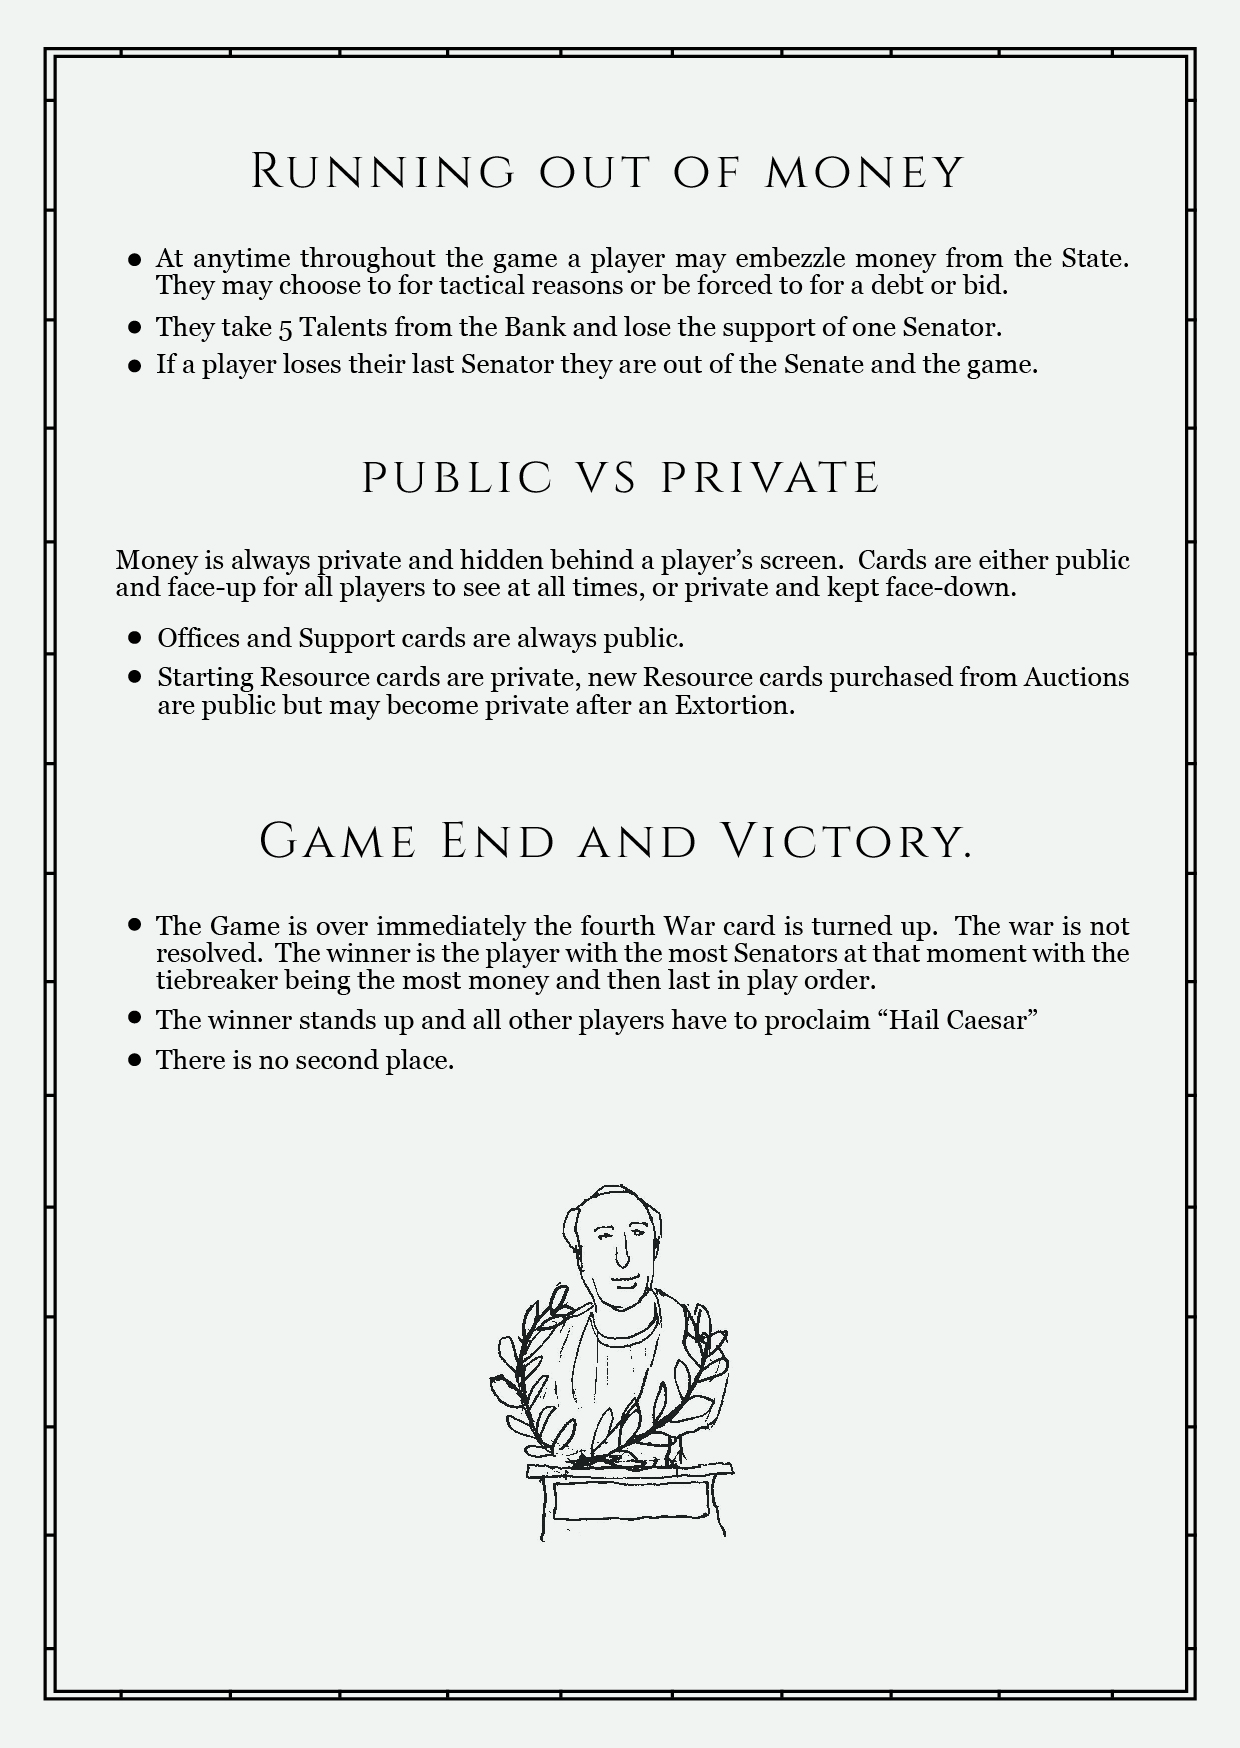 Running out of money
● At anytime throughout the game a player may embezzle money from the State.
They may choose to for tactical reasons or be forced to for a debt or bid.
● They take 5 Talents from the Bank and lose the support of one Senator.
● If a player loses their last Senator they are out of the Senate and the game.
public vs private
Money is always private and hidden behind a player’s screen.  Cards are either public
and face-up for all players to see at all times, or private and kept face-down.
● Offices and Support cards are always public.
● Starting Resource cards are private, new Resource cards purchased from Auctions
are public but may become private after an Extortion.
Game End and Victory.
● The Game is over immediately the fourth War card is turned up.  The war is not
resolved.  The winner is the player with the most Senators at that moment with the
tiebreaker being the most money and then last in play order.
● The winner stands up and all other players have to proclaim “Hail Caesar”
● There is no second place.